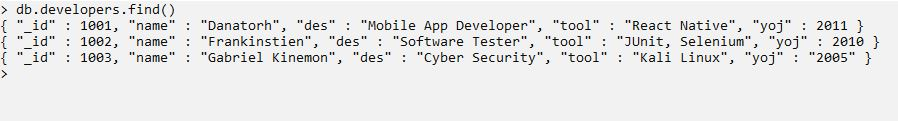 > db.developers.find()
{ "_id" : 1001, "name" : "Danatorh", "des" : "Mobile App Developer", "tool" : "React Native", "yoj" : 2011 }
{ "_id" : 1002, "name" : "Frankinstien", "des" : "Software Tester", "tool" : "JUnit, Selenium", "yoj" : 2010 }
{ "_id" : 1003, "name" : "Gabriel Kinemon", "des" : "Cyber Security", "tool" : "Kali Linux", "yoj" : "2005" }
>